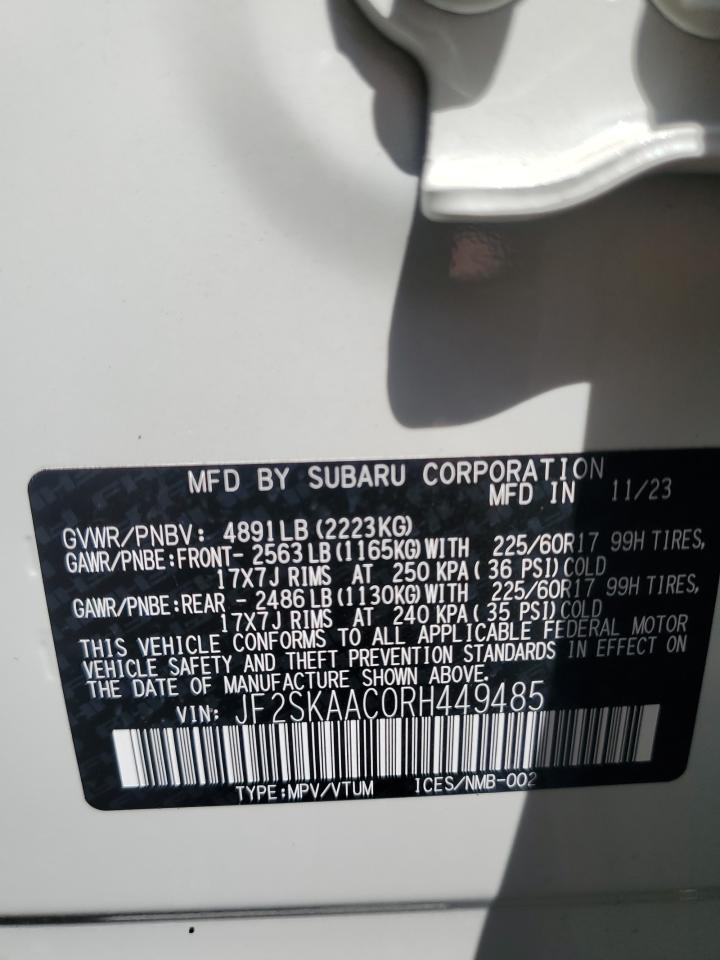 MFD BY SUBARU CORPORATION
MFD IN 11/23
GVWR/PNBV: 4891LB(2223KG)
GAWR/PNBE:FRONT- 2563LB(1165KG)WITH 225/60R17 99H TIRES,
17X7J RIMS AT 250 KPA( 36 PSI)COLD
GAWR/PNBE:REAR - 2486LB(1130KG)WITH 225/60R17 99H TIRES,
17X7J RIMS AT 240 KPA(35 PSI)COLD
THIS VEHICLE CONFORMS TO ALL APPLICABLE FEDERAL MOTOR
VEHICLE SAFETY AND THEFT PREVENTION STANDARDS IN EFFECT ON
THE DATE OF MANUFACTURE SHOWN ABOVE.
VIN: JF2SKAAC0RH449485
TYPE:MPV/VTUM ICES/NMB-002